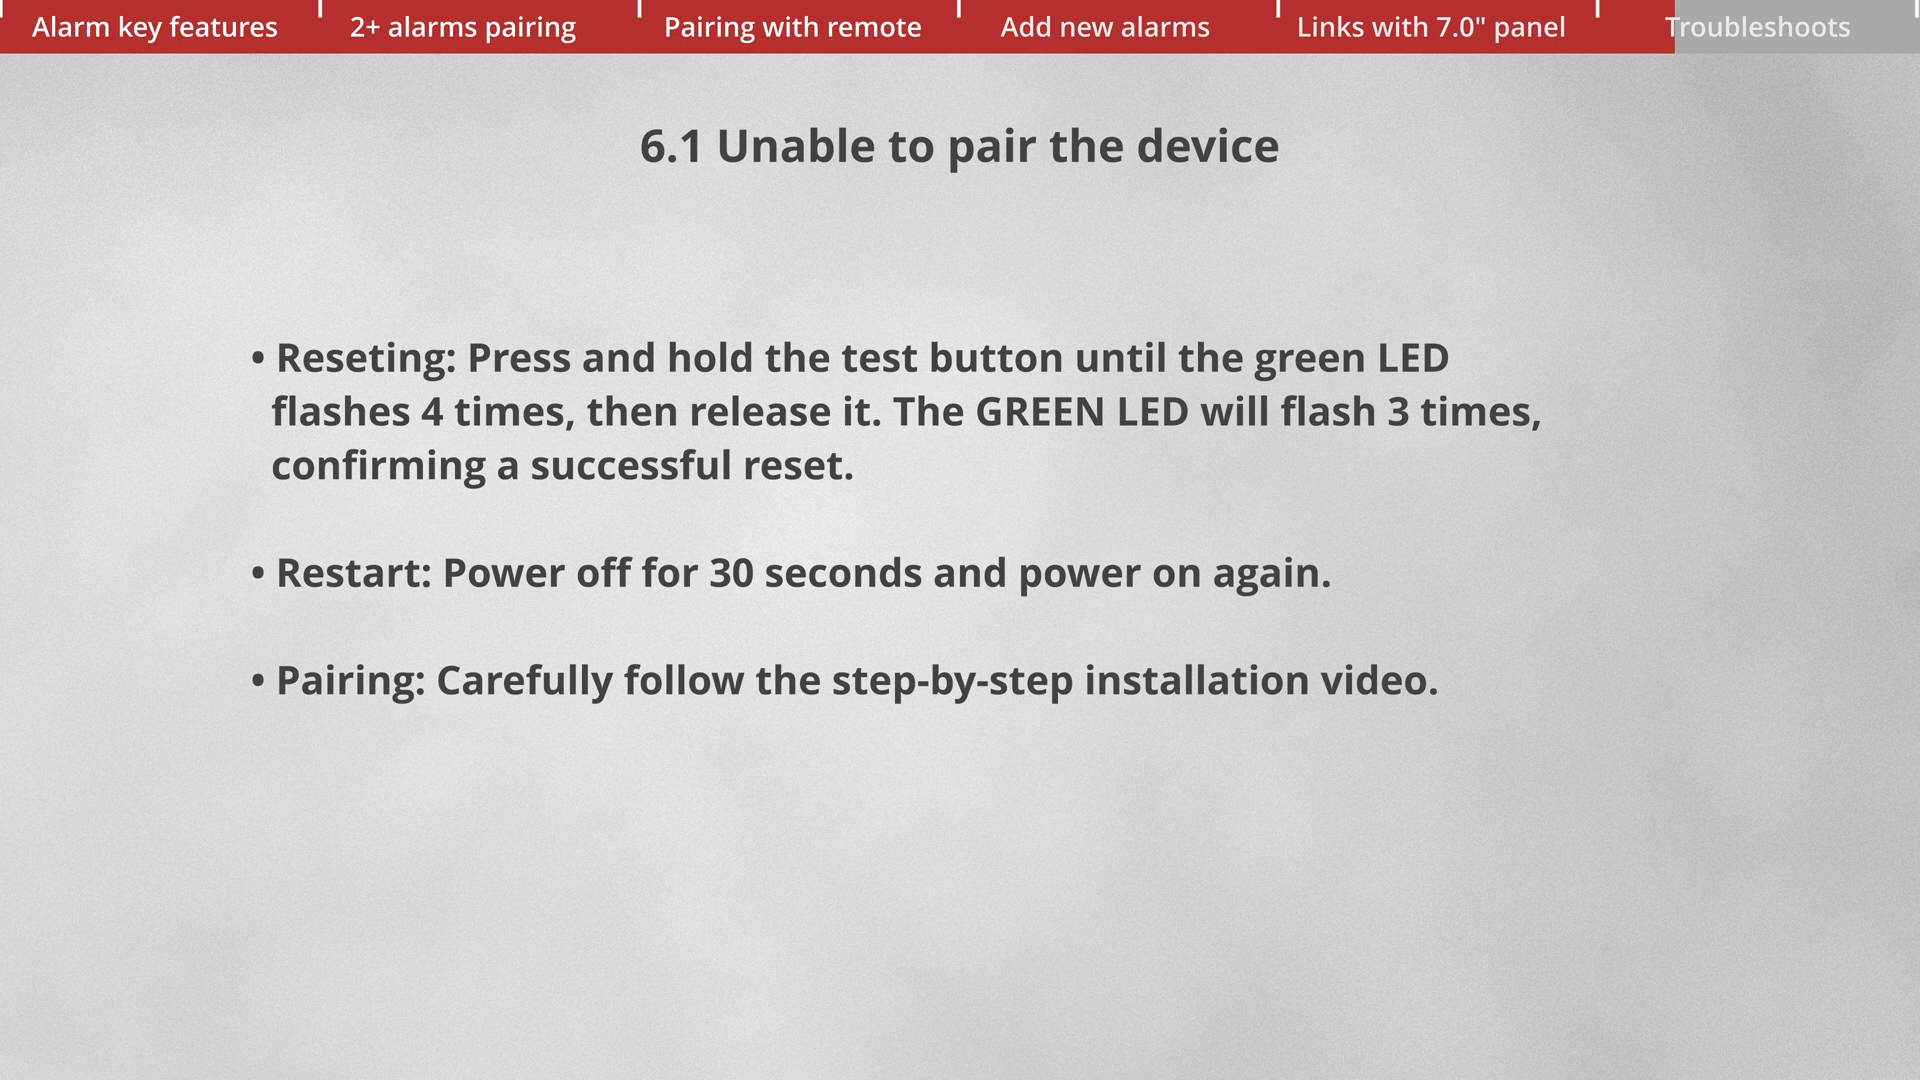 Alarm key features
2+ alarms pairing
Pairing with remote
Add new alarms
Links with 7.0" panel
Troubleshoots
6.1 Unable to pair the device
• Reseting: Press and hold the test button until the green LED
flashes 4 times, then release it. The GREEN LED will flash 3 times,
confirming a successful reset.
• Restart: Power off for 30 seconds and power on again.
• Pairing: Carefully follow the step-by-step installation video.